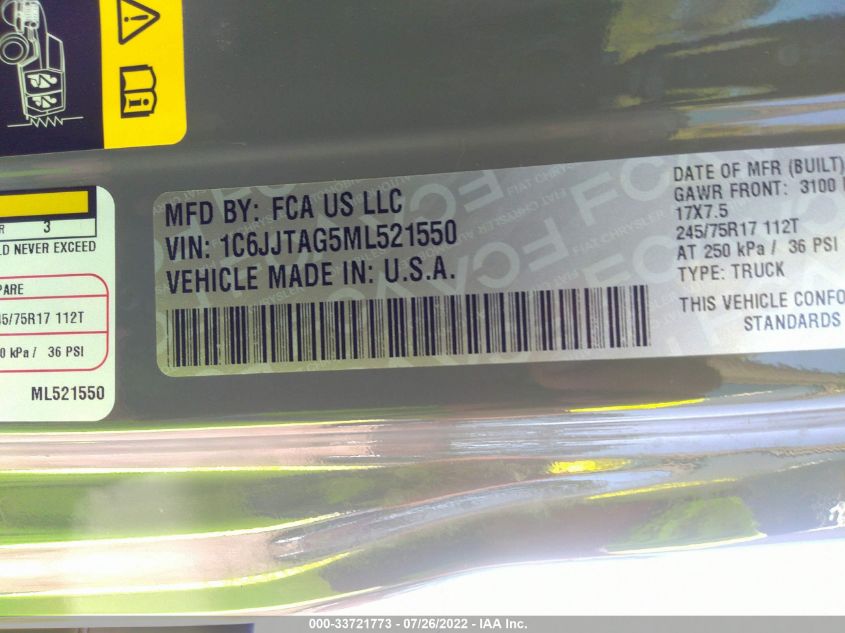 R 3
LD NEVER EXCEED
PARE
45/75R17 112T
0 kPa / 36 PSI
ML521550
MFD BY: FCA US LLC
VIN: 1C6JJTAG5ML521550
VEHICLE MADE IN: U.S.A.
DATE OF MFR (BUILT)
GAWR FRONT: 3100
17X7.5
245/75R17 112T
AT 250 kPa / 36 PSI
TYPE: TRUCK
THIS VEHICLE CONFO
STANDARDS
000-33721773 - 07/26/2022 - IAA Inc.